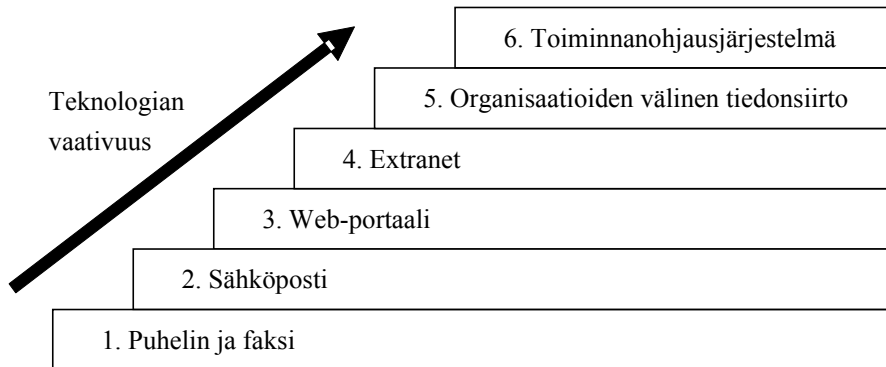 6. Toiminnanohjausjärjestelmä
5. Organisaatioiden välinen tiedonsiirto
Teknologian
vaativuus
4. Extranet
3. Web-portaali
2. Sähköposti
1. Puhelin ja faksi